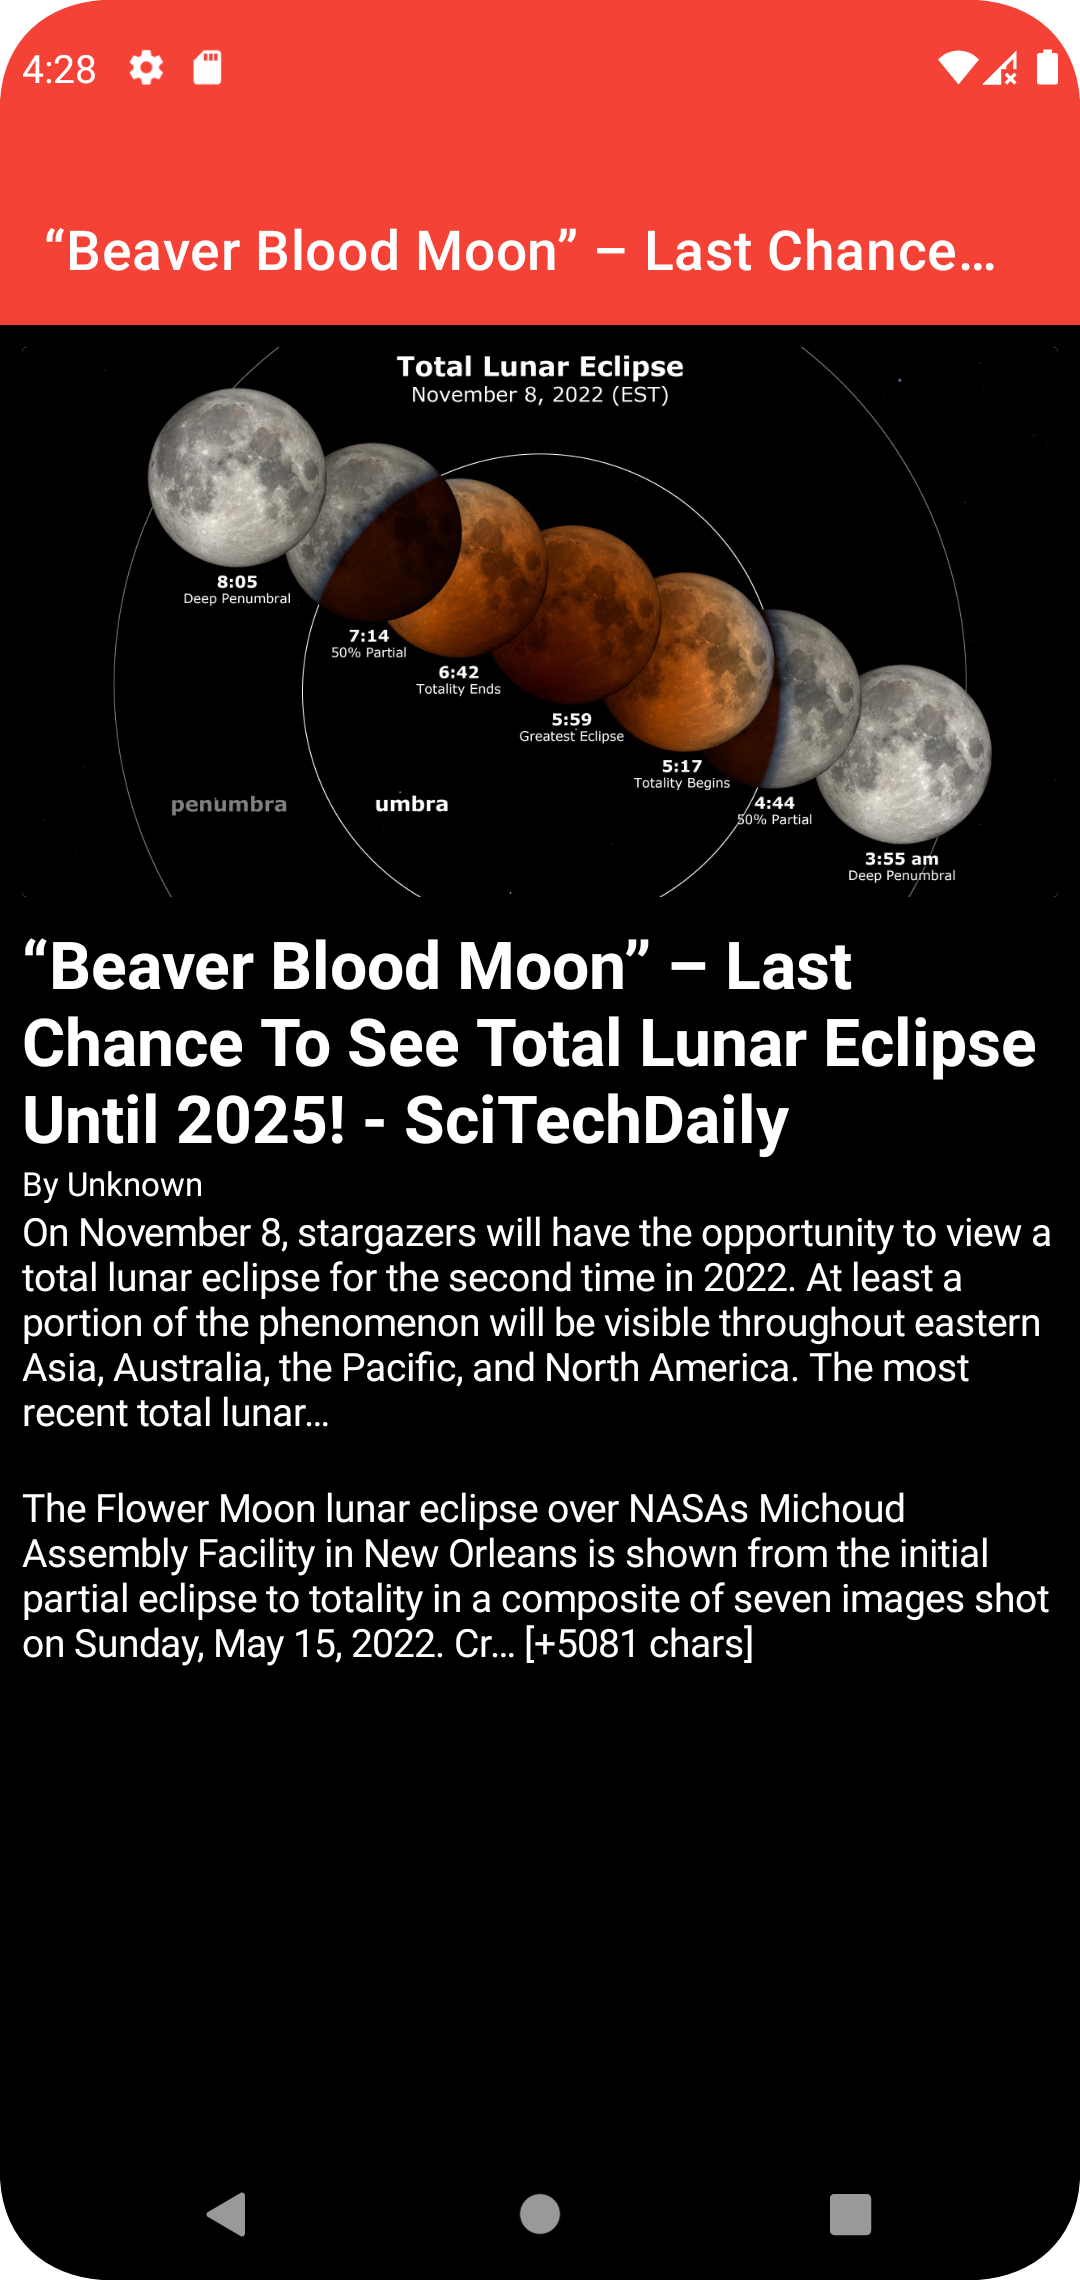 4:28
“Beaver Blood Moon” – Last Chance…
Total Lunar Eclipse
November 8, 2022 (EST)
8:05
Deep Penumbral
7:14
50% Partial
6:42
Totality Ends
5:59
Greatest Eclipse
5:17
Totality Begins
4:44
50% Partial
3:55 am
Deep Penumbral
penumbra
umbra
“Beaver Blood Moon” – Last
Chance To See Total Lunar Eclipse
Until 2025! - SciTechDaily
By Unknown
On November 8, stargazers will have the opportunity to view a
total lunar eclipse for the second time in 2022. At least a
portion of the phenomenon will be visible throughout eastern
Asia, Australia, the Pacific, and North America. The most
recent total lunar…
The Flower Moon lunar eclipse over NASAs Michoud
Assembly Facility in New Orleans is shown from the initial
partial eclipse to totality in a composite of seven images shot
on Sunday, May 15, 2022. Cr… [+5081 chars]